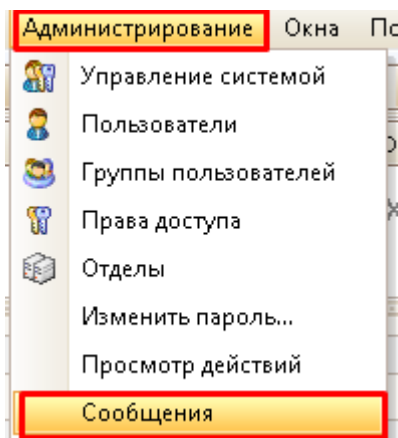 Администрирование Окна
Управление системой
Пользователи
Группы пользователей
Права доступа
Отделы
Изменить пароль...
Просмотр действий
Сообщения